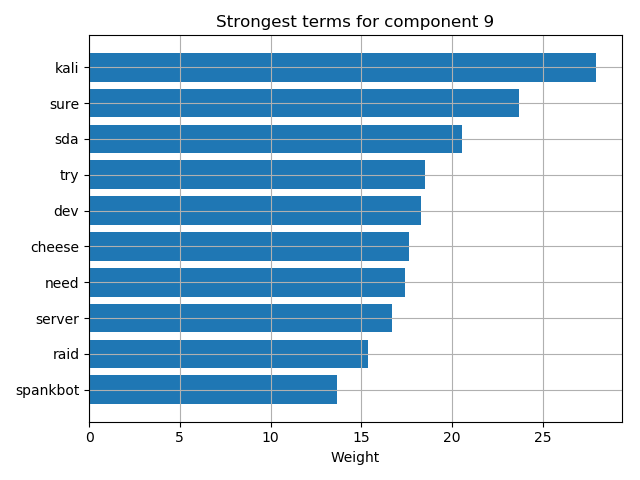 Strongest terms for component 9
kali
sure
sda
try
dev
cheese
need
server
raid
spankbot
0 5 10 15 20 25
Weight